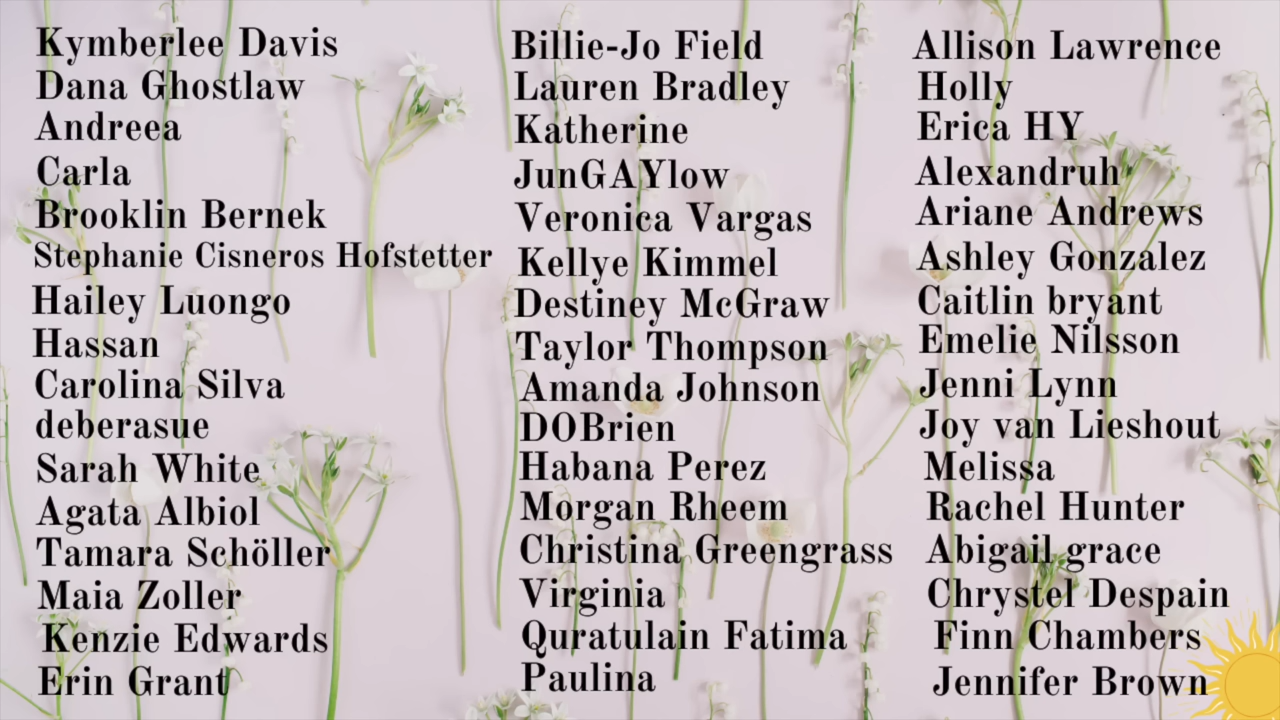 Kymberlee Davis
Dana Ghostlaw
Andreea
Carla
Brooklin Bernek
Stephanie Cisneros Hofstetter
Hailey Luongo
Hassan
Carolina Silva
deberasue
Sarah White
Agata Albiol
Tamara Schöller
Maia Zoller
Kenzie Edwards
Erin Grant
Billie-Jo Field
Lauren Bradley
Katherine
JunGAYlow
Veronica Vargas
Kellye Kimmel
Destiney McGraw
Taylor Thompson
Amanda Johnson
DOBrien
Habana Perez
Morgan Rheem
Christina Greengrass
Virginia
Quratulain Fatima
Paulina
Allison Lawrence
Holly
Erica HY
Alexandruh
Ariane Andrews
Ashley Gonzalez
Caitlin bryant
Emelie Nilsson
Jenni Lynn
Joy van Lieshout
Melissa
Rachel Hunter
Abigail grace
Chrystel Despain
Finn Chambers
Jennifer Brown